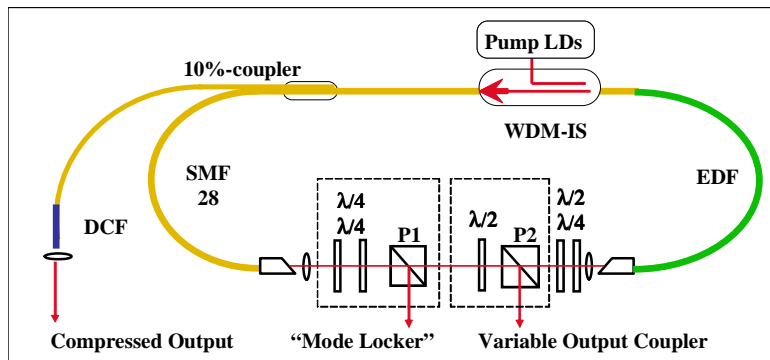 Pump LDs
10%-coupler
WDM-IS
SMF
28
EDF
DCF
λ/4
λ/4
P1
λ/2
P2
λ/2
λ/4
Compressed Output
“Mode Locker”
Variable Output Coupler